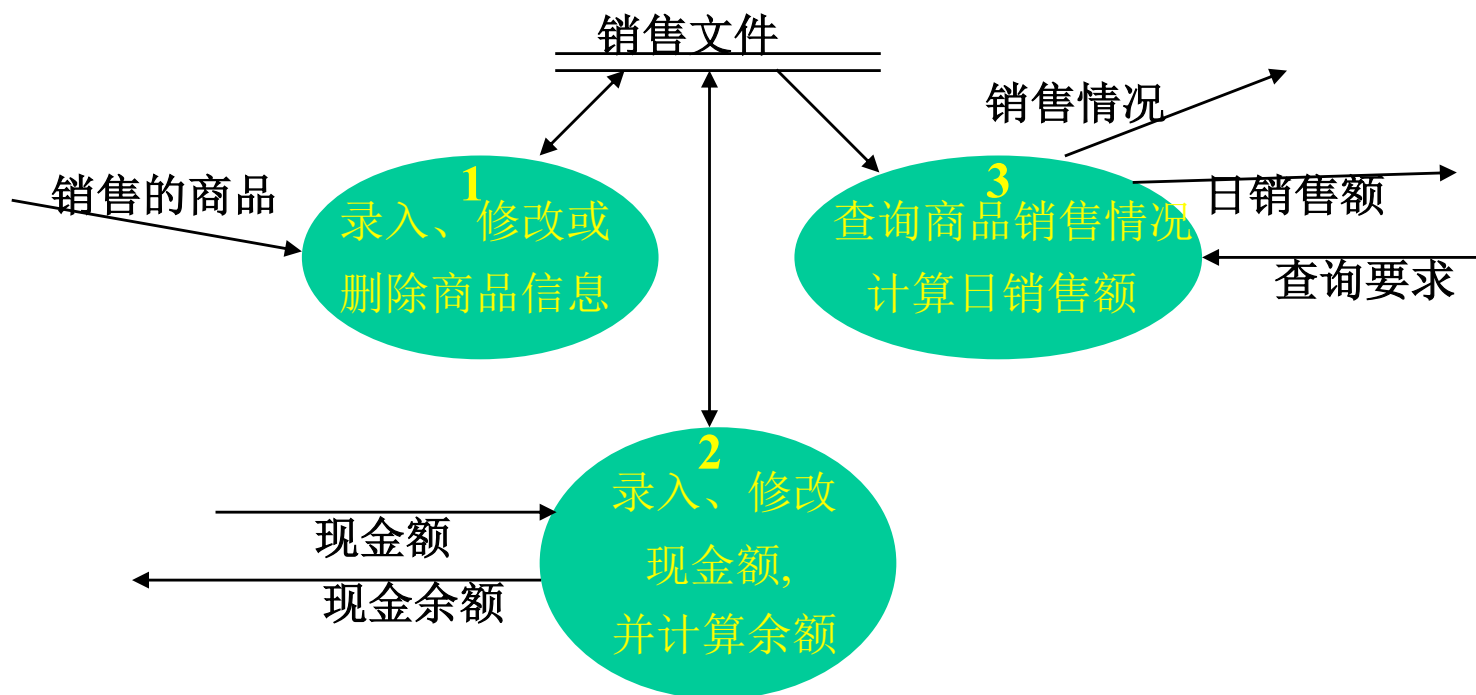 销售文件
销售情况
销售的商品
1
录入、修改或
删除商品信息
3
查询商品销售情况
计算日销售额
日销售额
查询要求
2
录入、修改
现金额,
并计算余额
现金额
现金余额